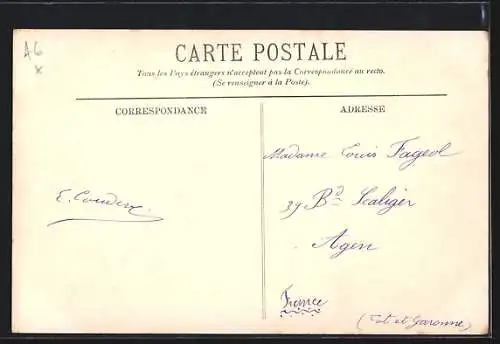 A6
x
CARTE POSTALE
Tous les Pays étrangers n'acceptent pas la Correspondance au recto.
(Se renseigner à la Poste).
CORRESPONDANCE
ADRESSE
Madame Louis Fageol
39 Bd Scaliger
Agen
E. Couderc
France
(Lot et Garonne)